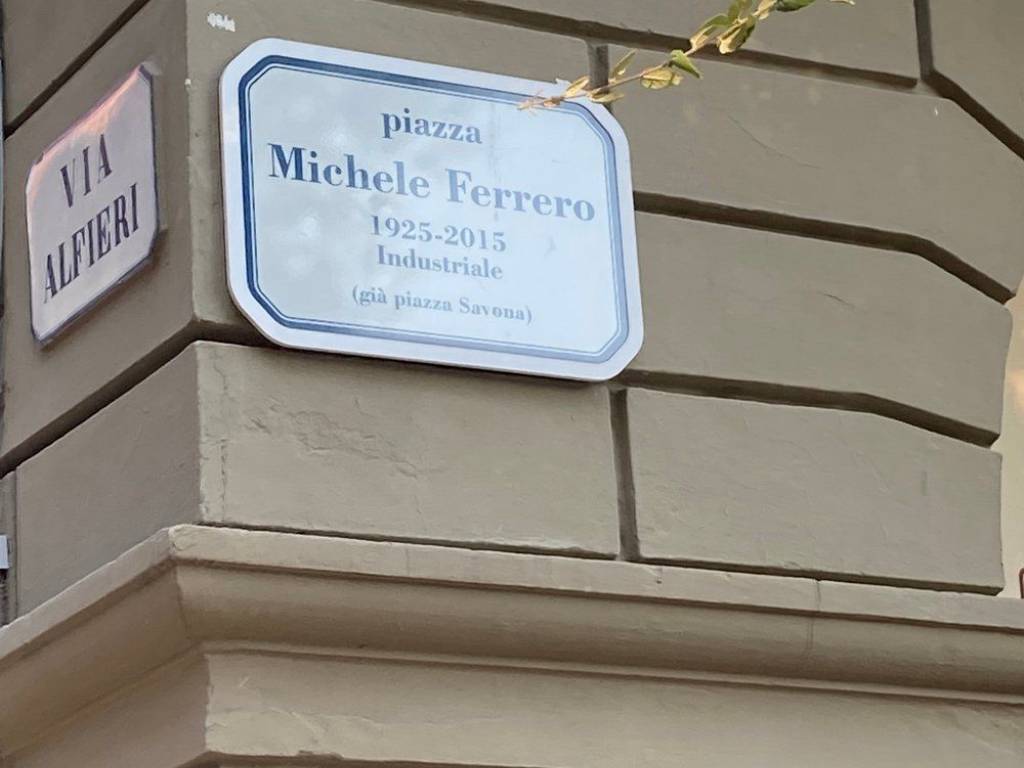 VIA
ALFIERI
piazza
Michele Ferrero
1925-2015
Industriale
(già piazza Savona)